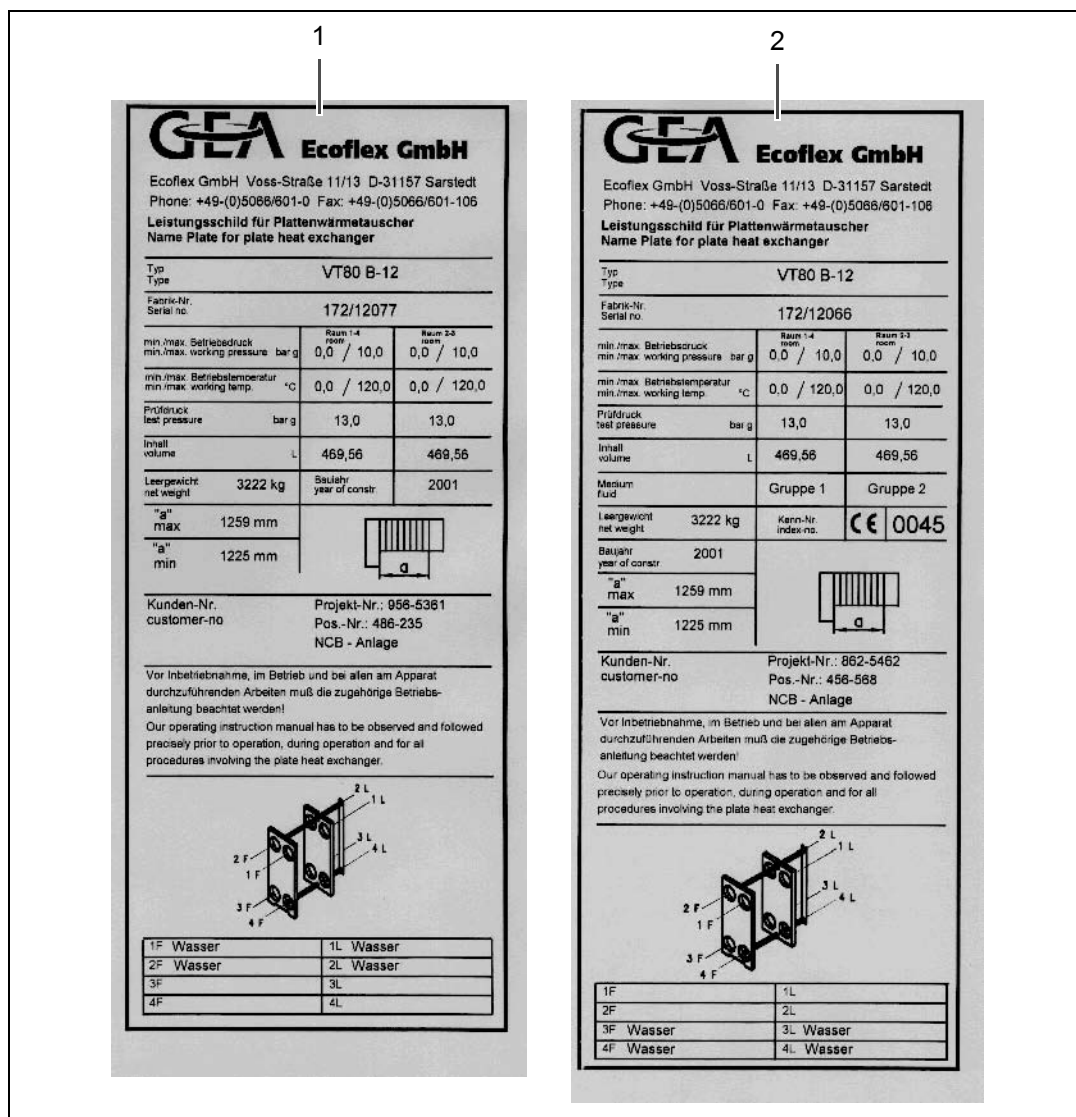 1
GEA Ecoflex GmbH
Ecoflex GmbH Voss-Straße 11/13 D-31157 Sarstedt
Phone: +49-(0)5066/601-0 Fax: +49-(0)5066/601-106
Leistungsschild für Plattenwärmetauscher
Name Plate for plate heat exchanger
Typ
Type VT80 B-12
Fabrik-Nr.
Serial no. 172/12077
Raum 1-4 Raum 2-3
room room
min./max. Betriebsdruck
min./max. working pressure bar g 0,0 / 10,0 0,0 / 10,0
min./max. Betriebstemperatur
min./max. working temp. °C 0,0 / 120,0 0,0 / 120,0
Prüfdruck
test pressure bar g 13,0 13,0
Inhalt
volume L 469,56 469,56
Leergewicht
net weight 3222 kg
Baujahr
year of constr. 2001
"a"
max 1259 mm
"a"
min 1225 mm
a
Kunden-Nr.
customer-no
Projekt-Nr.: 956-5361
Pos.-Nr.: 486-235
NCB - Anlage
Vor Inbetriebnahme, im Betrieb und bei allen am Apparat
durchzuführenden Arbeiten muß die zugehörige Betriebs-
anleitung beachtet werden!
Our operating instruction manual has to be observed and followed
precisely prior to operation, during operation and for all
procedures involving the plate heat exchanger.
2 L
1 L
3 L
4 L
2 F
1 F
3 F
4 F
1F Wasser 1L Wasser
2F Wasser 2L Wasser
3F 3L
4F 4L
2
GEA Ecoflex GmbH
Ecoflex GmbH Voss-Straße 11/13 D-31157 Sarstedt
Phone: +49-(0)5066/601-0 Fax: +49-(0)5066/601-106
Leistungsschild für Plattenwärmetauscher
Name Plate for plate heat exchanger
Typ
Type VT80 B-12
Fabrik-Nr.
Serial no. 172/12066
Raum 1-4 Raum 2-3
room room
min./max. Betriebsdruck
min./max. working pressure bar g 0,0 / 10,0 0,0 / 10,0
min./max. Betriebstemperatur
min./max. working temp. °C 0,0 / 120,0 0,0 / 120,0
Prüfdruck
test pressure bar g 13,0 13,0
Inhalt
volume L 469,56 469,56
Medium
fluid Gruppe 1 Gruppe 2
Leergewicht
net weight 3222 kg
Kenn-Nr.
index-no. CE 0045
Baujahr
year of constr. 2001
"a"
max 1259 mm
"a"
min 1225 mm
a
Kunden-Nr.
customer-no
Projekt-Nr.: 862-5462
Pos.-Nr.: 456-568
NCB - Anlage
Vor Inbetriebnahme, im Betrieb und bei allen am Apparat
durchzuführenden Arbeiten muß die zugehörige Betriebs-
anleitung beachtet werden!
Our operating instruction manual has to be observed and followed
precisely prior to operation, during operation and for all
procedures involving the plate heat exchanger.
2 L
1 L
3 L
4 L
2 F
1 F
3 F
4 F
1F 1L
2F 2L
3F Wasser 3L Wasser
4F Wasser 4L Wasser